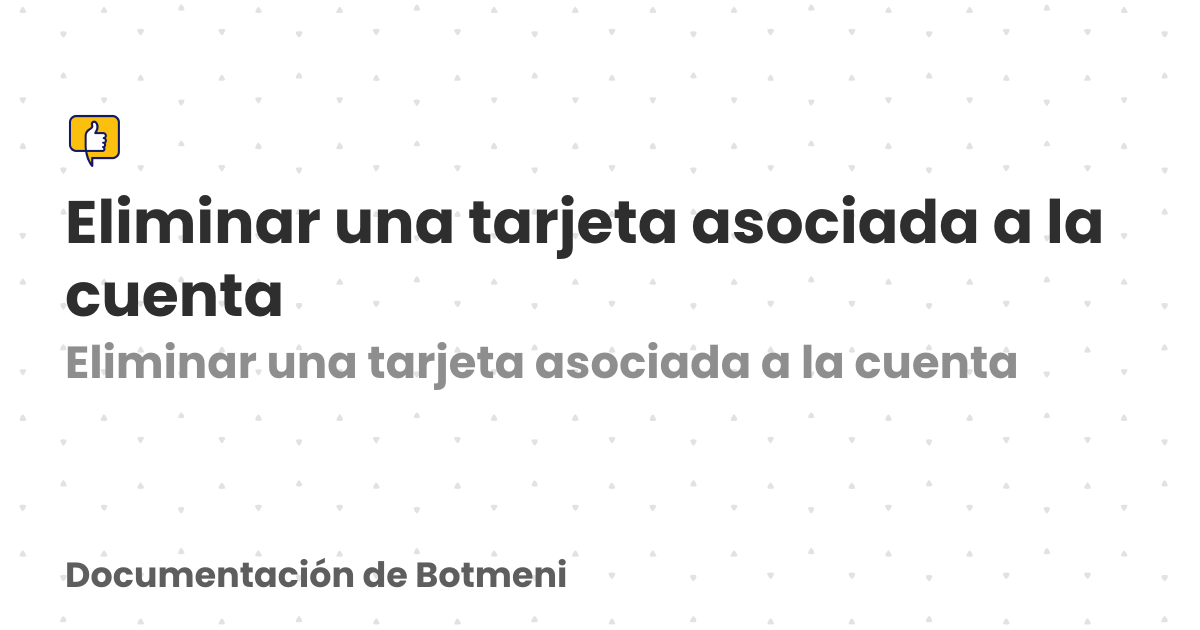 Eliminar una tarjeta asociada a la
cuenta
Eliminar una tarjeta asociada a la cuenta
Documentación de Botmeni